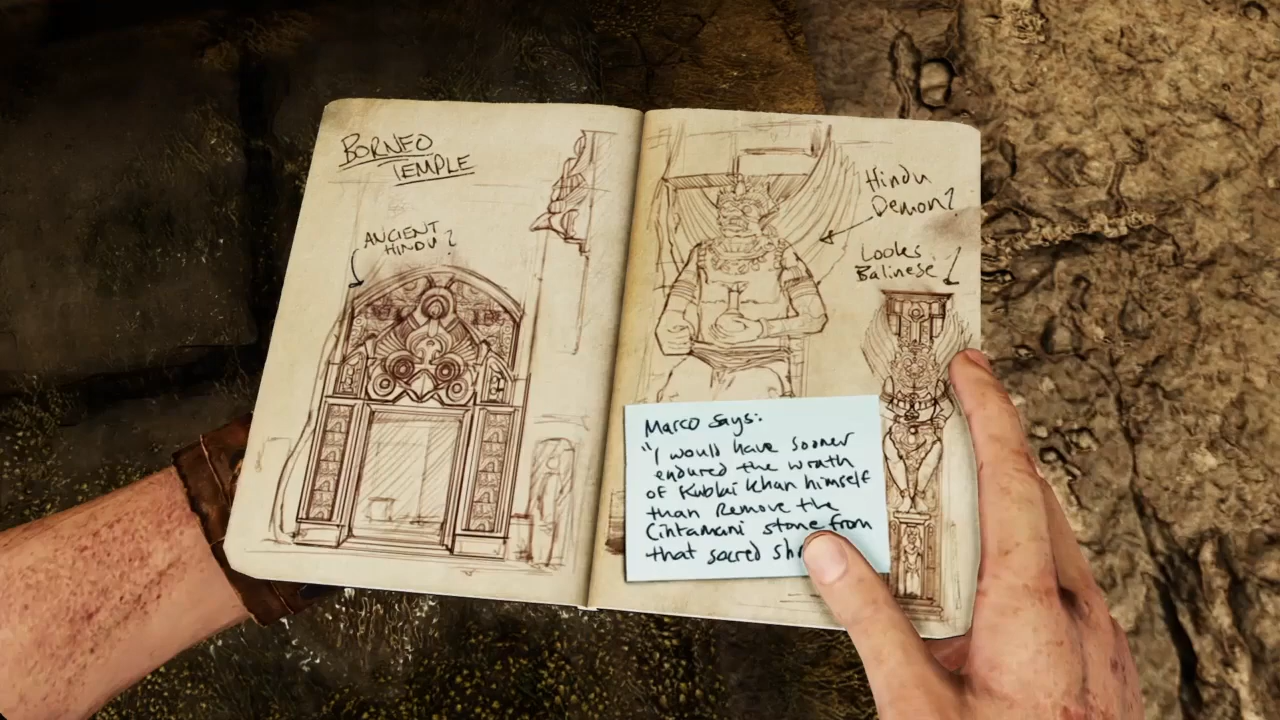 BORNEO
TEMPLE
ANCIENT
HINDU?
Hindu
Demon?
Looks
Balinese
Marco says:
"I would have sooner
endured the wrath
of Kublai Khan himself
than remove the
Cintamani stone from
that sacred